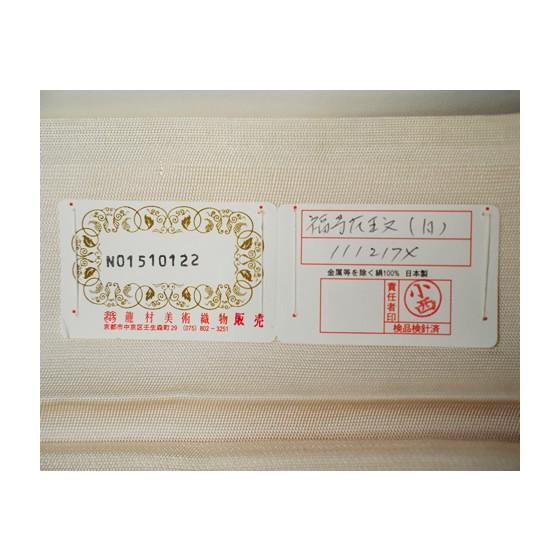 N01510122
龍村美術織物販売
京都市中京区壬生森町29 (075) 802-3251
111217X
金属等を除く絹100% 日本製
責任者印
小西
検品検針済